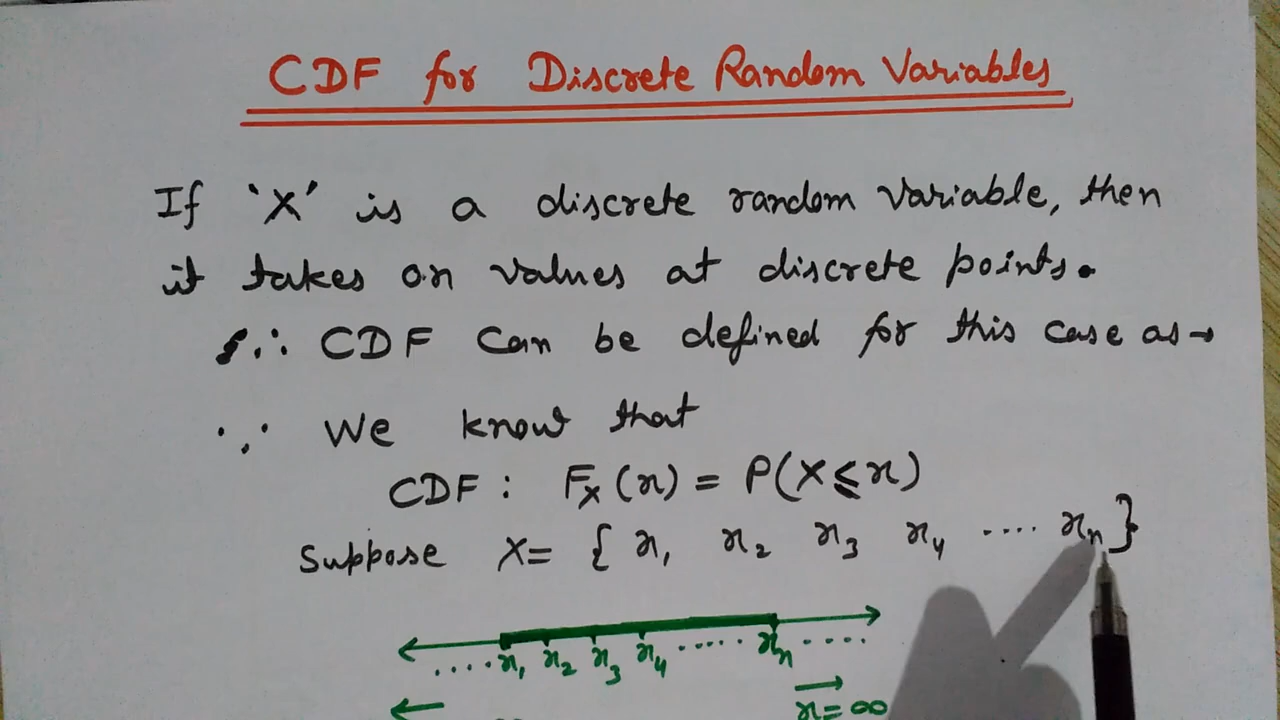 CDF for Discrete Random Variables
If 'X' is a discrete random variable, then
it takes on values at discrete points.
∴ CDF can be defined for this case as→
∵ We know that
CDF : Fₓ(x) = P(X ≤ x)
Suppose X= { x₁ x₂ x₃ x₄ .... xₙ}
.... x₁ x₂ x₃ x₄ ..... xₙ ....
x = ∞